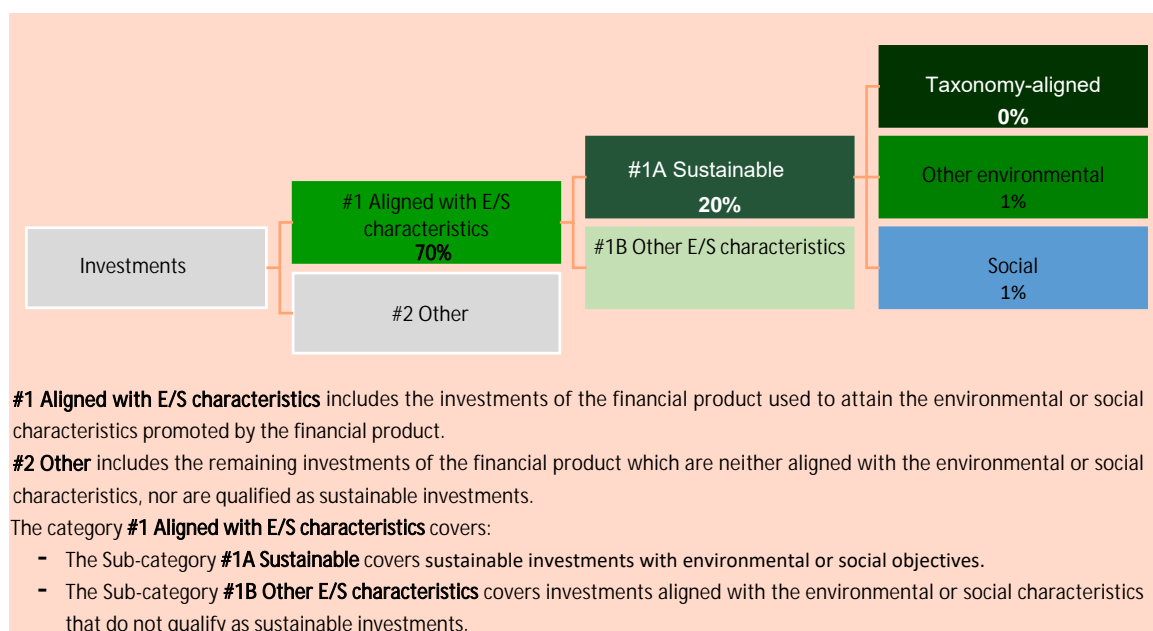 Taxonomy-aligned
0%
#1A Sustainable
20%
Other environmental
1%
#1 Aligned with E/S
characteristics
70%
#1B Other E/S characteristics
Investments
Social
1%
#2 Other
#1 Aligned with E/S characteristics includes the investments of the financial product used to attain the environmental or social
characteristics promoted by the financial product.
#2 Other includes the remaining investments of the financial product which are neither aligned with the environmental or social
characteristics, nor are qualified as sustainable investments.
The category #1 Aligned with E/S characteristics covers:
- The Sub-category #1A Sustainable covers sustainable investments with environmental or social objectives.
- The Sub-category #1B Other E/S characteristics covers investments aligned with the environmental or social characteristics
that do not qualify as sustainable investments.